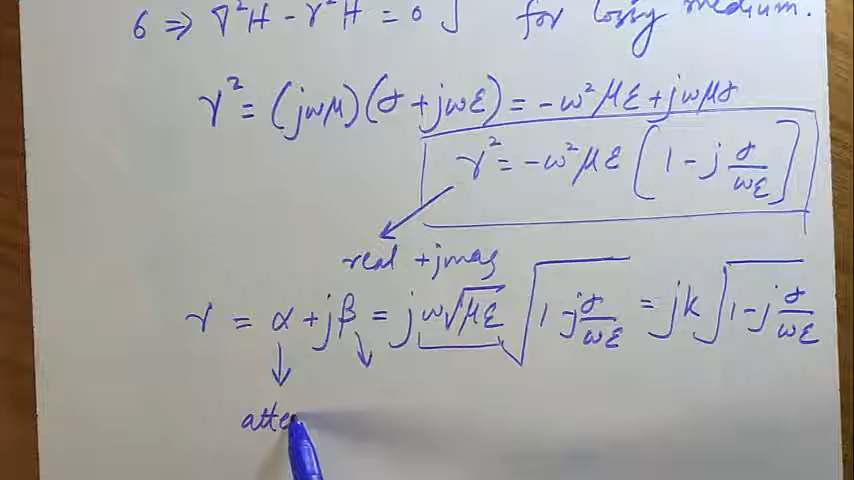 6 ⇒ ∇²H - γ²H = 0 } for lossy medium.
γ² = (jωμ)(σ + jωε) = -ω²με + jωμσ
γ² = -ω²με [1 - j σ/ωε]
real + jmag
γ = α + jβ = jω√με √1 - j σ/ωε = jk √1 - j σ/ωε
atte